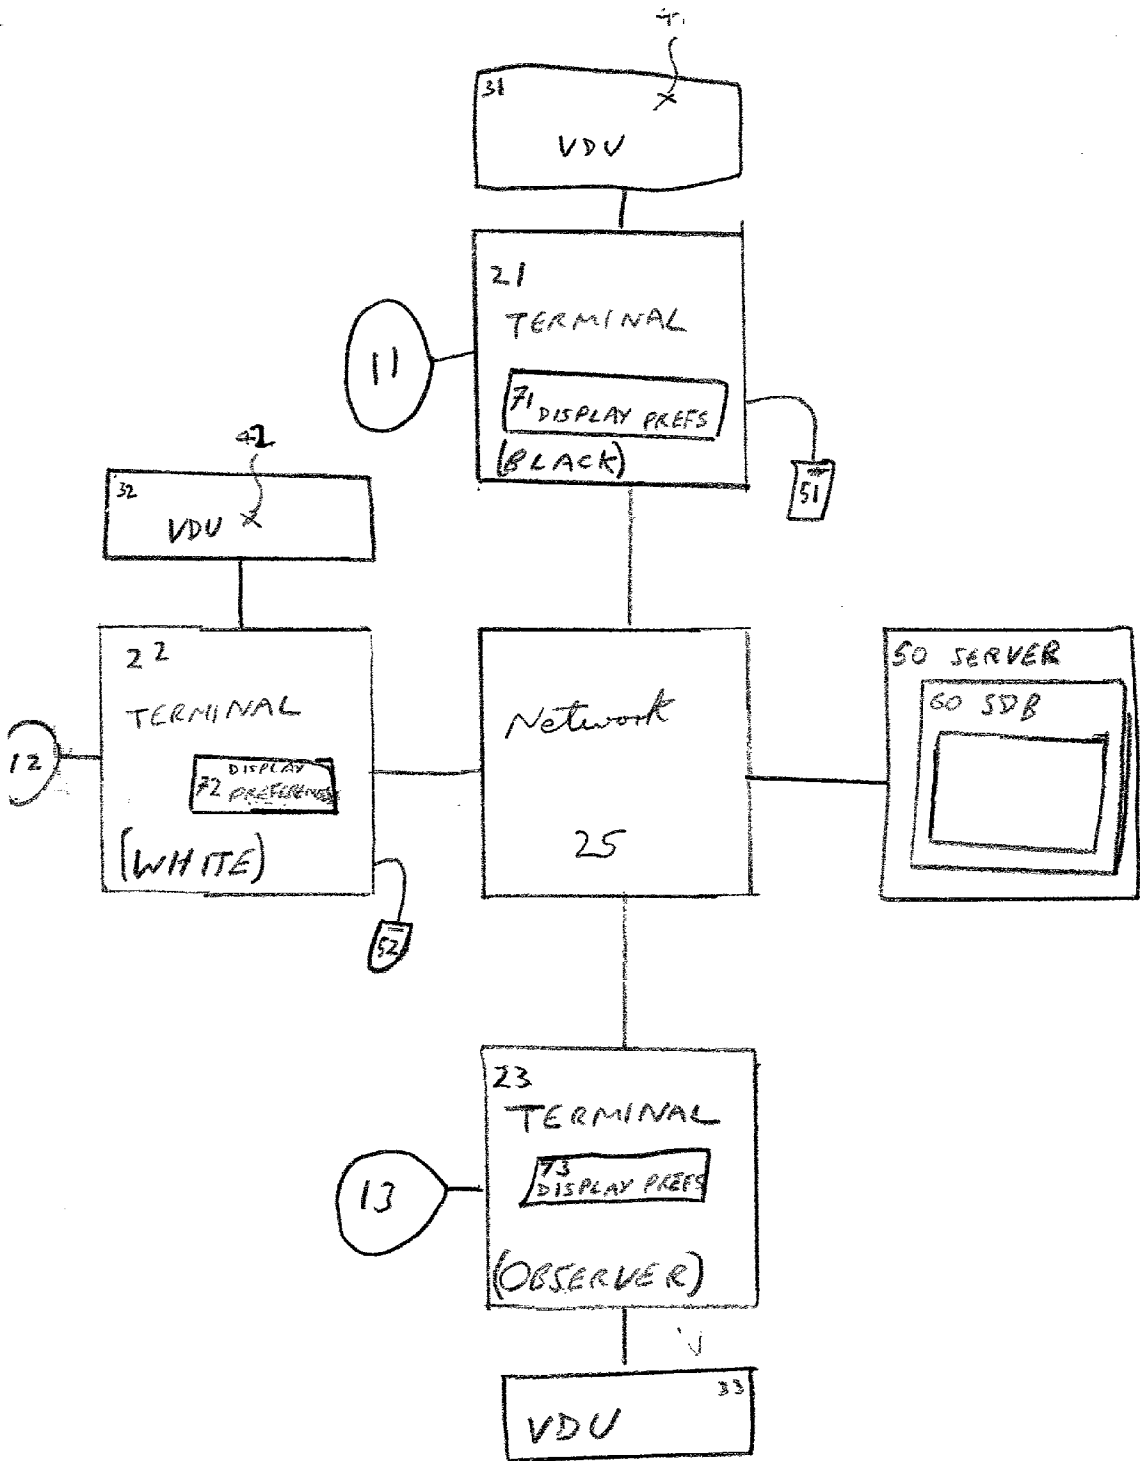 31
VDU
21
TERMINAL
11
71 DISPLAY PREFS
(BLACK)
51
42
32
VDU
22
TERMINAL
12
72 DISPLAY
PREFERENCES
(WHITE)
52
Network
25
50 SERVER
60 SDB
23
TERMINAL
13
73
DISPLAY PREFS
(OBSERVER)
33
VDU